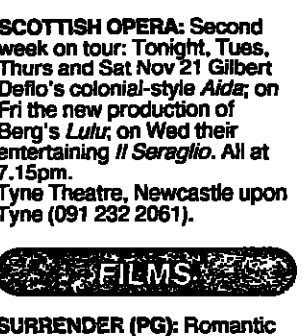 SCOTTISH OPERA: Second
week on tour: Tonight, Tues,
Thurs and Sat Nov 21 Gilbert
Deflo's colonial-style Aida; on
Fri the new production of
Berg's Lulu; on Wed their
entertaining Il Seraglio. All at
7.15pm.
Tyne Theatre, Newcastle upon
Tyne (091 232 2061).
FILMS
SURRENDER (PG): Romantic